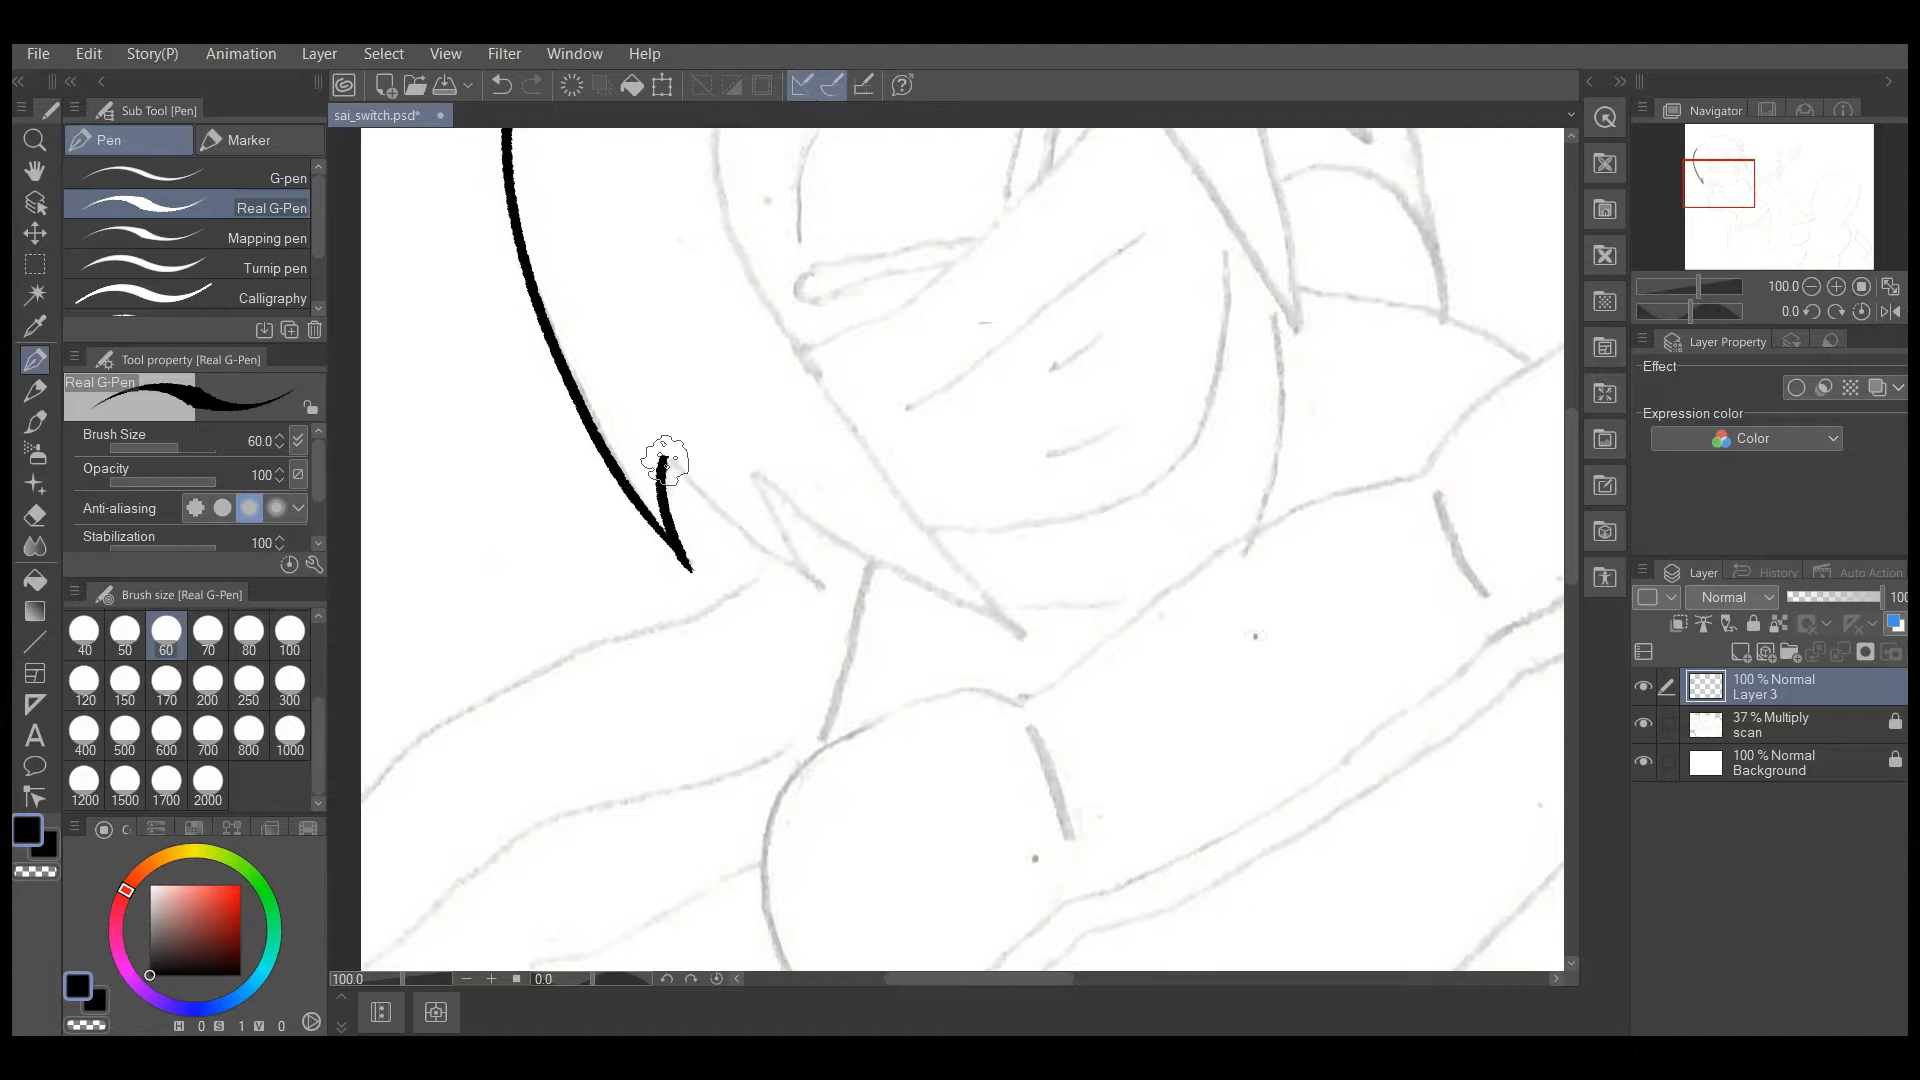 File Edit Story(P) Animation Layer Select View Filter Window Help
Sub Tool [Pen]
Pen Marker
G-pen
Real G-Pen
Mapping pen
Turnip pen
Calligraphy
Tool property [Real G-Pen]
Real G-Pen
Brush Size 60.0
Opacity 100
Anti-aliasing
Stabilization 100
Brush size [Real G-Pen]
40 50 60 70 80 100
120 150 170 200 250 300
400 500 600 700 800 1000
1200 1500 1700 2000
C
H 0 S 1 V 0
sai_switch.psd*
100.0 0.0
Navigator
100.0
0.0
Layer Property
Effect
Expression color
Color
Layer History Auto Action
Normal 100
100 % Normal
Layer 3
37 % Multiply
scan
100 % Normal
Background